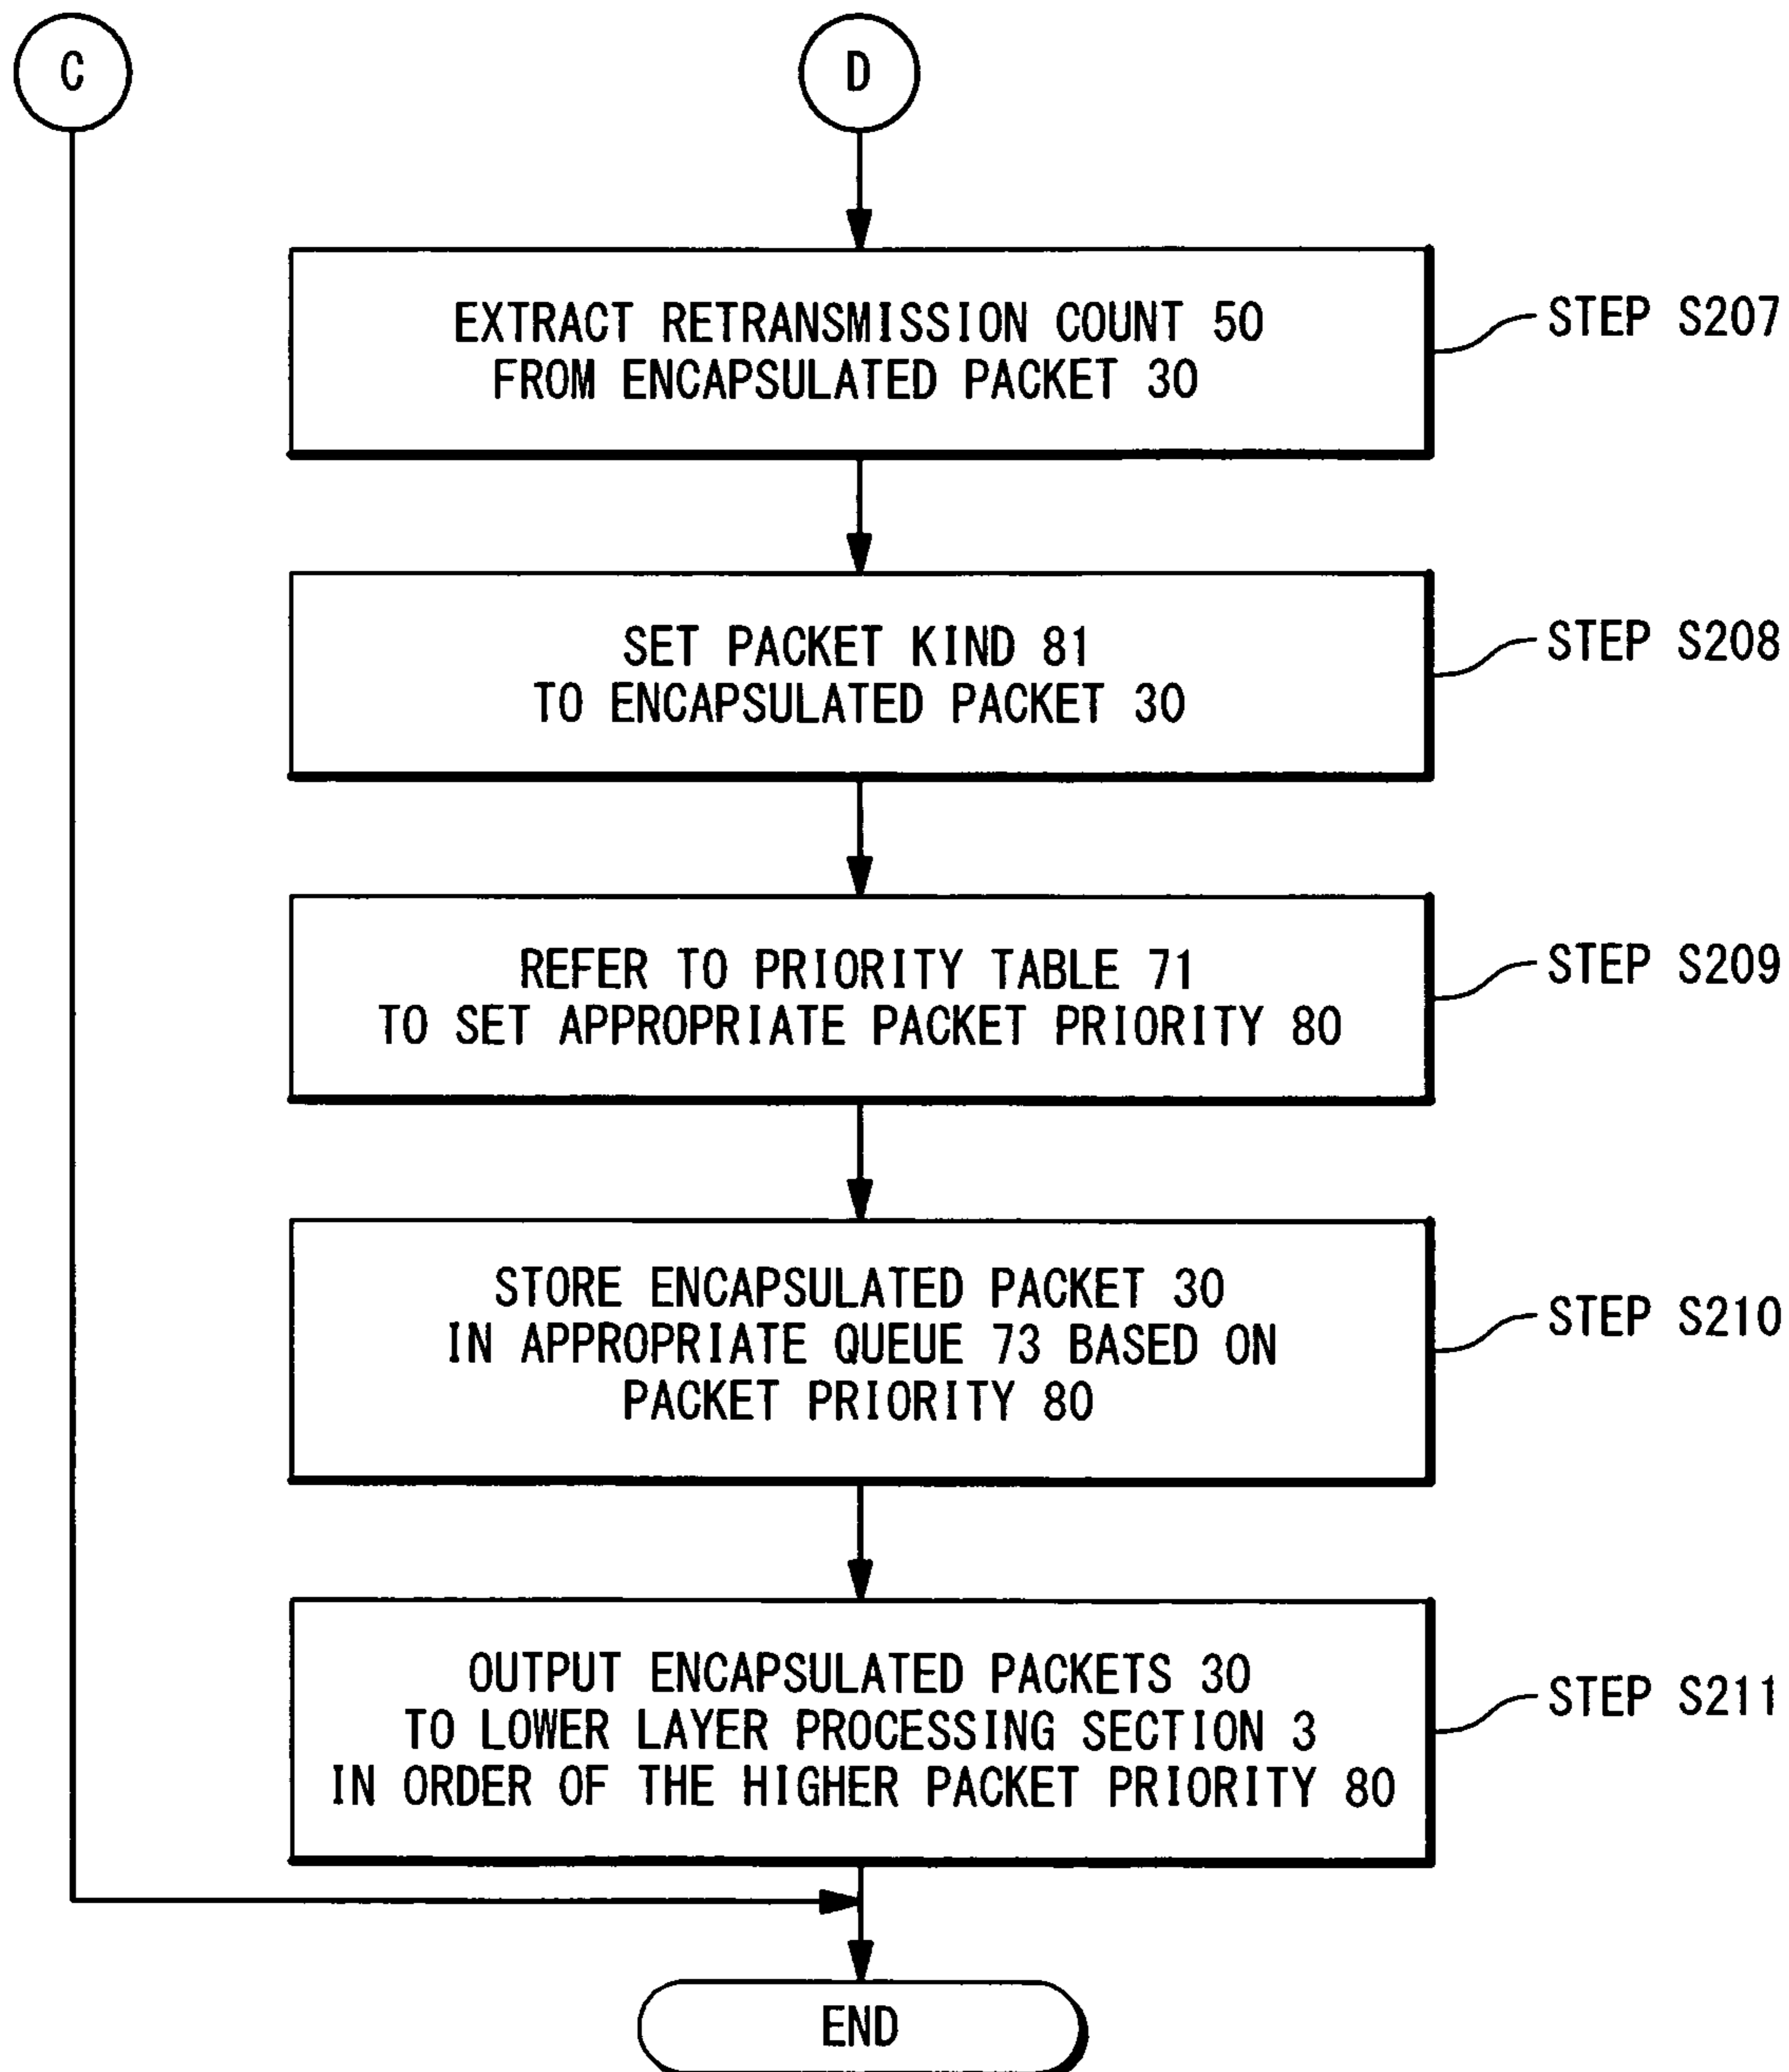 C
D
EXTRACT RETRANSMISSION COUNT 50
FROM ENCAPSULATED PACKET 30
STEP S207
SET PACKET KIND 81
TO ENCAPSULATED PACKET 30
STEP S208
REFER TO PRIORITY TABLE 71
TO SET APPROPRIATE PACKET PRIORITY 80
STEP S209
STORE ENCAPSULATED PACKET 30
IN APPROPRIATE QUEUE 73 BASED ON
PACKET PRIORITY 80
STEP S210
OUTPUT ENCAPSULATED PACKETS 30
TO LOWER LAYER PROCESSING SECTION 3
IN ORDER OF THE HIGHER PACKET PRIORITY 80
STEP S211
END